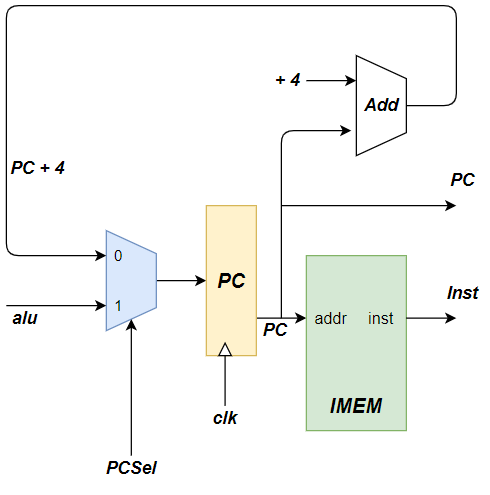 + 4
Add
PC + 4
PC
0
PC
Inst
1
alu
addr
inst
PC
IMEM
clk
PCSel